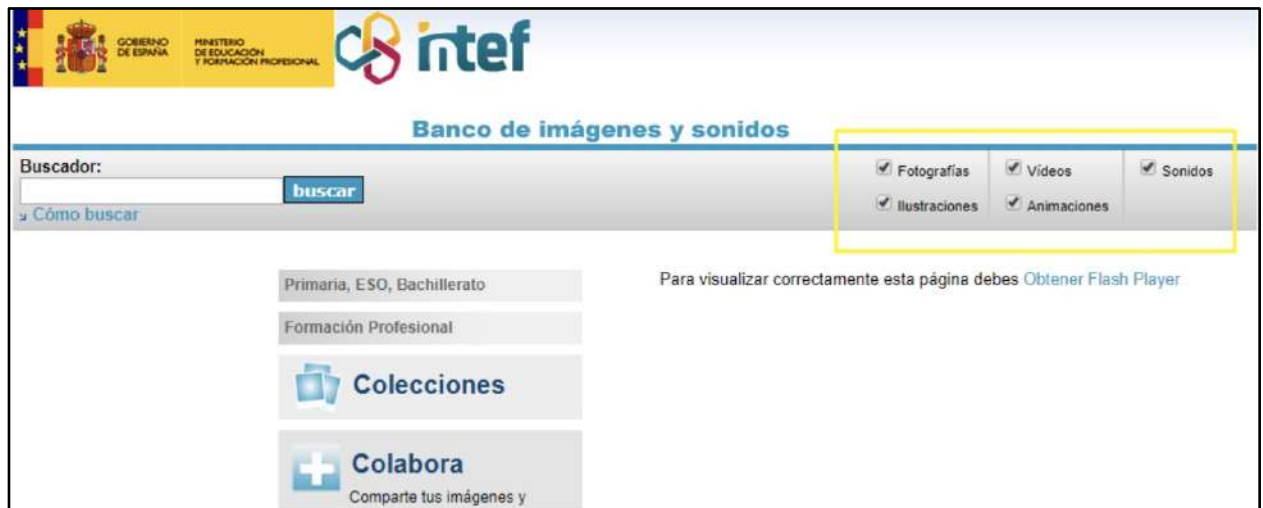 GOBIERNO
DE ESPAÑA
MINISTERIO
DE EDUCACIÓN
Y FORMACIÓN PROFESIONAL
intef
Banco de imágenes y sonidos
Buscador:
buscar
Cómo buscar
Fotografías
Vídeos
Sonidos
Ilustraciones
Animaciones
Primaria, ESO, Bachillerato
Para visualizar correctamente esta página debes Obtener Flash Player
Formación Profesional
Colecciones
Colabora
Comparte tus imágenes y